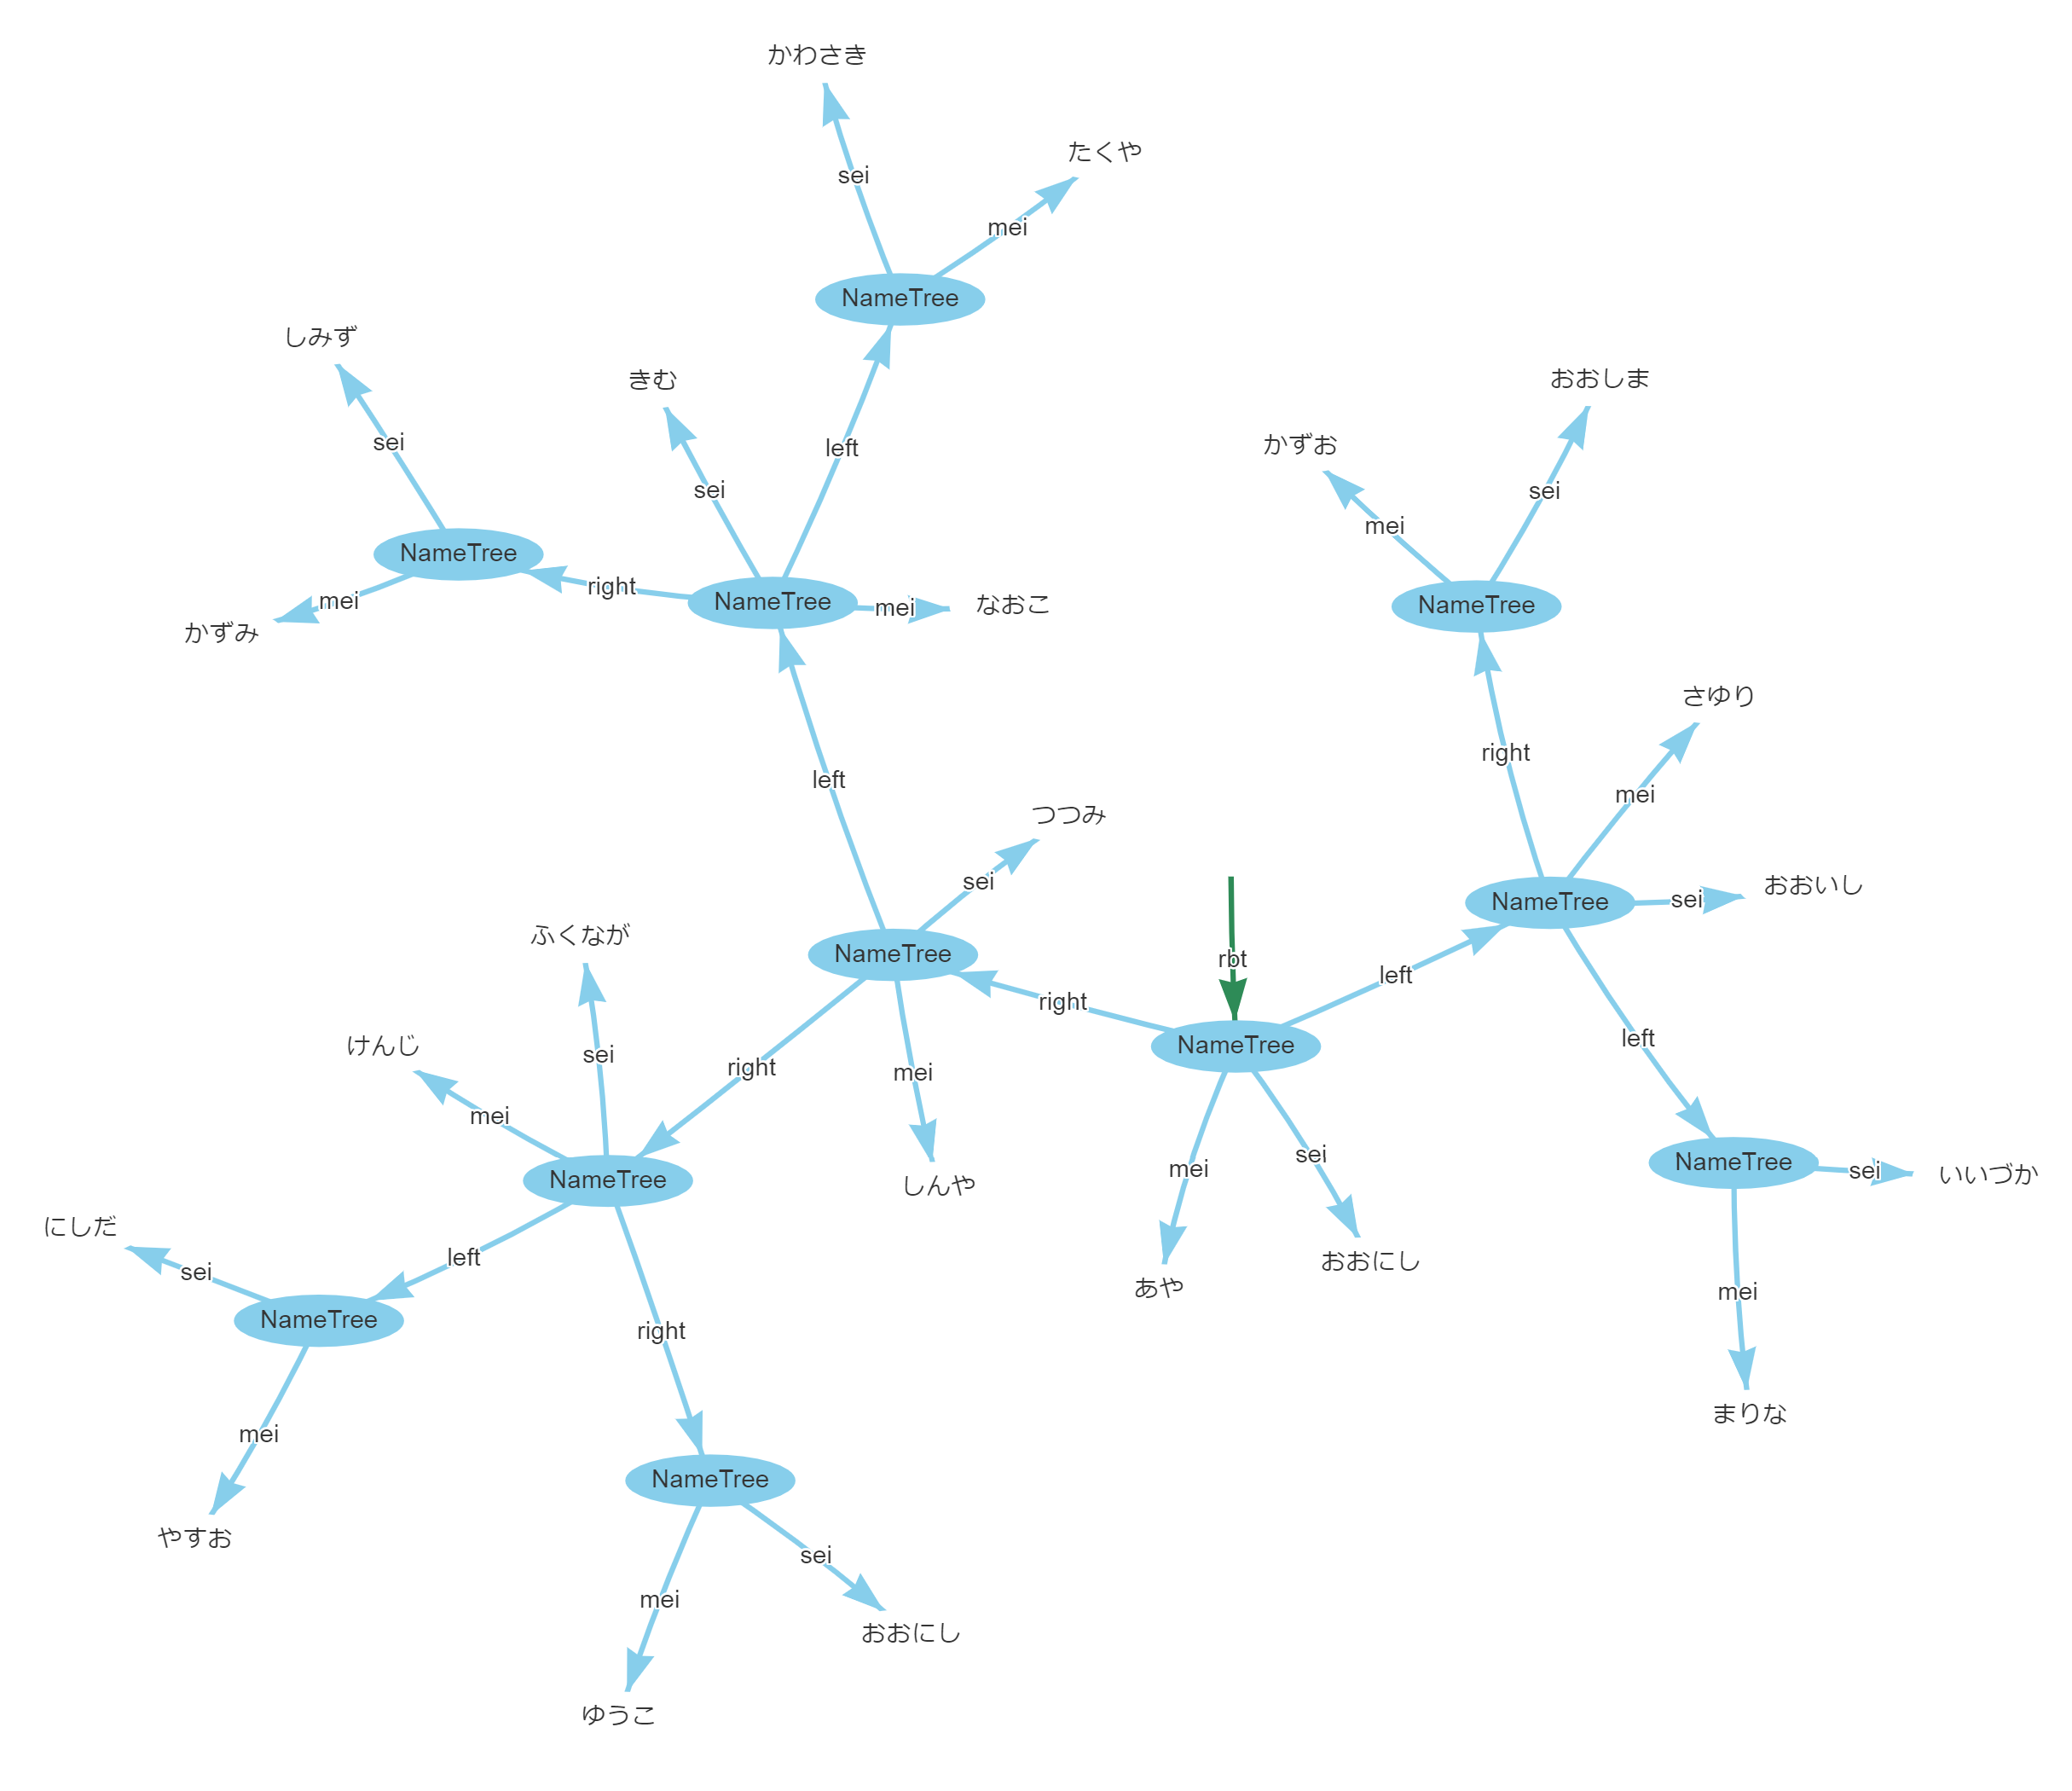 かわさき
たくや
sei
mei
NameTree
しみず
きむ
おおしま
left
かずお
sei
sei
sei
mei
NameTree
right
NameTree
mei
なおこ
NameTree
mei
かずみ
さゆり
right
left
mei
つつみ
sei
おおいし
NameTree
sei
ふくなが
NameTree
rbt
left
right
left
けんじ
NameTree
sei
right
mei
mei
sei
mei
NameTree
sei
いいづか
NameTree
しんや
mei
にしだ
left
sei
おおにし
あや
mei
NameTree
right
まりな
mei
NameTree
やすお
sei
mei
おおにし
ゆうこ